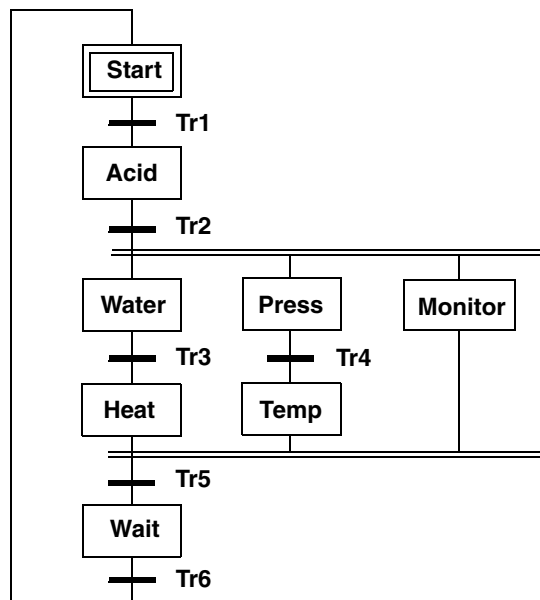 Start
Tr1
Acid
Tr2
Water Press Monitor
Tr3 Tr4
Heat Temp
Tr5
Wait
Tr6